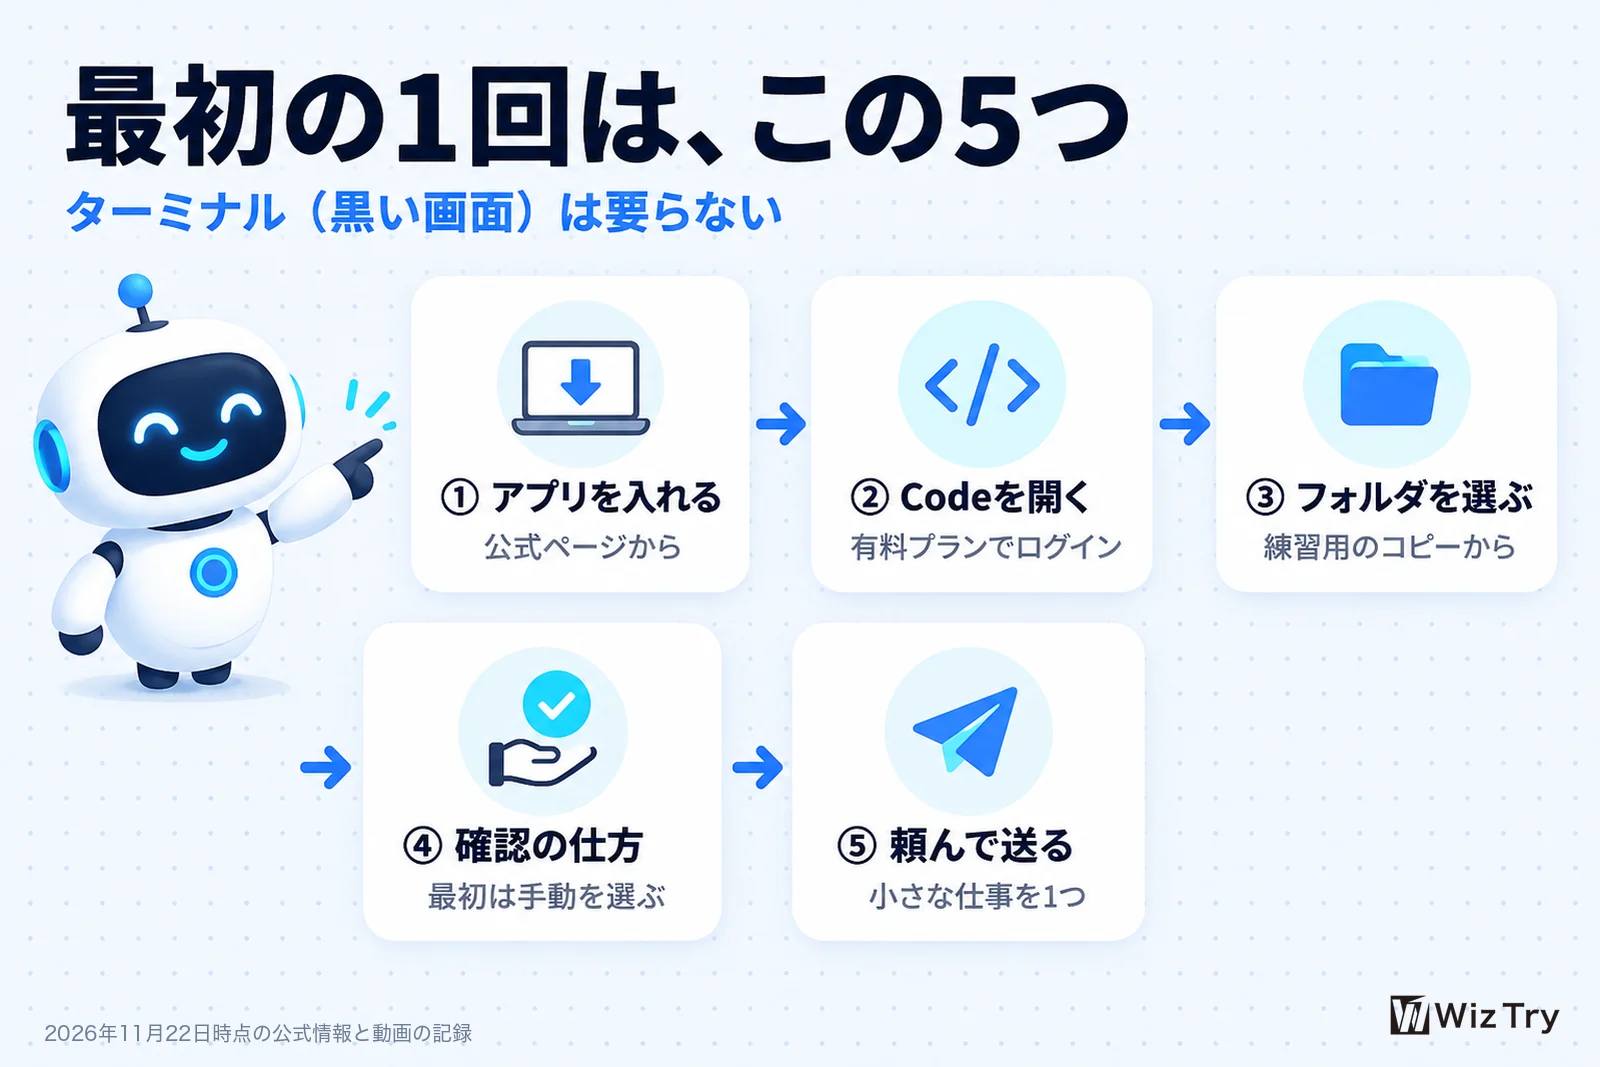 最初の1回は、この5つ
ターミナル（黒い画面）は要らない
① アプリを入れる
公式ページから
② Codeを開く
有料プランでログイン
③ フォルダを選ぶ
練習用のコピーから
④ 確認の仕方
最初は手動を選ぶ
⑤ 頼んで送る
小さな仕事を1つ
2026年11月22日時点の公式情報と動画の記録
Wiz Try